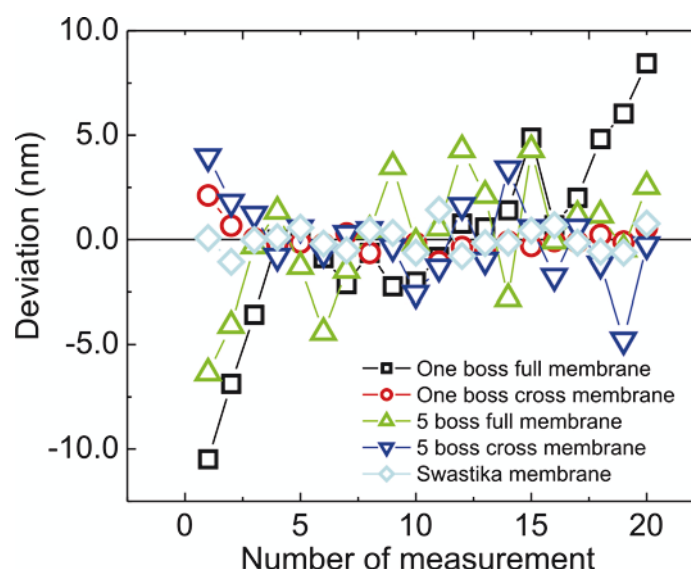 10.0
5.0
0.0
-5.0
-10.0
Deviation (nm)
One boss full membrane
One boss cross membrane
5 boss full membrane
5 boss cross membrane
Swastika membrane
0 5 10 15 20
Number of measurement